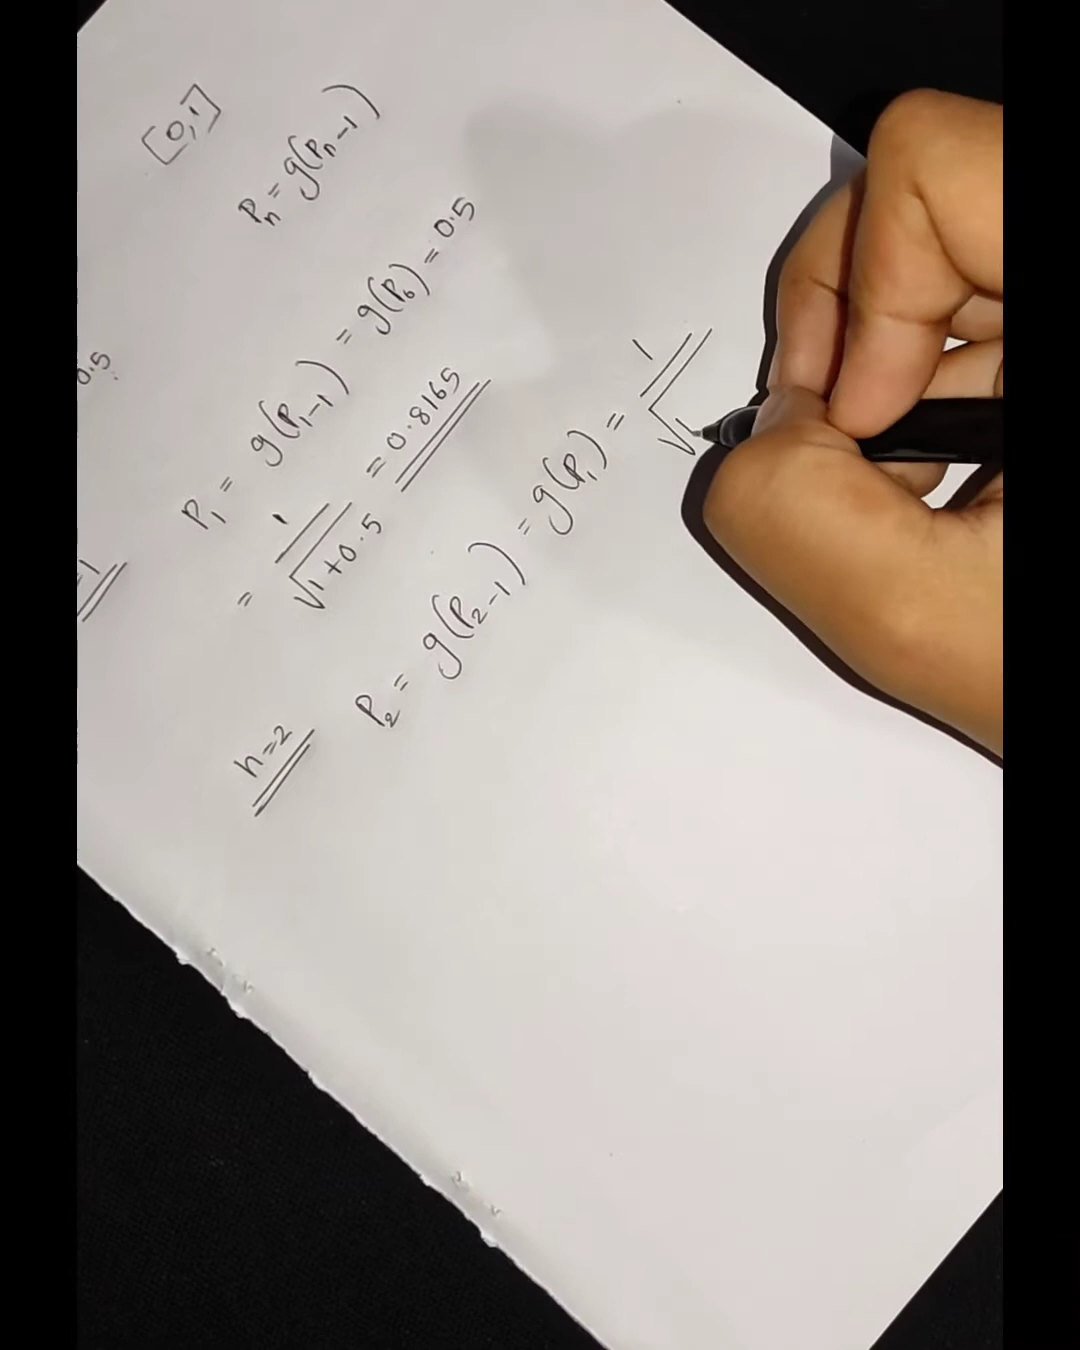 [0,1]
Pn = g(Pn-1)
0.5
=1
P1 = g(P1-1) = g(P0) = 0.5
= 1/√1+0.5 = 0.8165
n=2
P2 = g(P2-1) = g(P1) = 1/√1